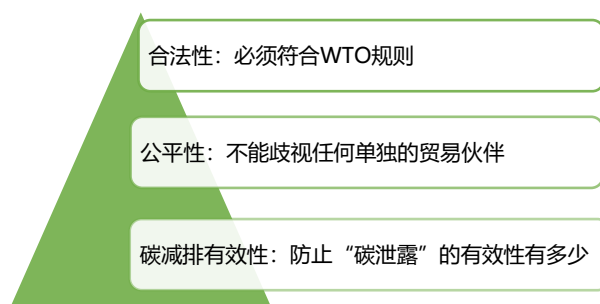 合法性：必须符合WTO规则
公平性：不能歧视任何单独的贸易伙伴
碳减排有效性：防止“碳泄露”的有效性有多少